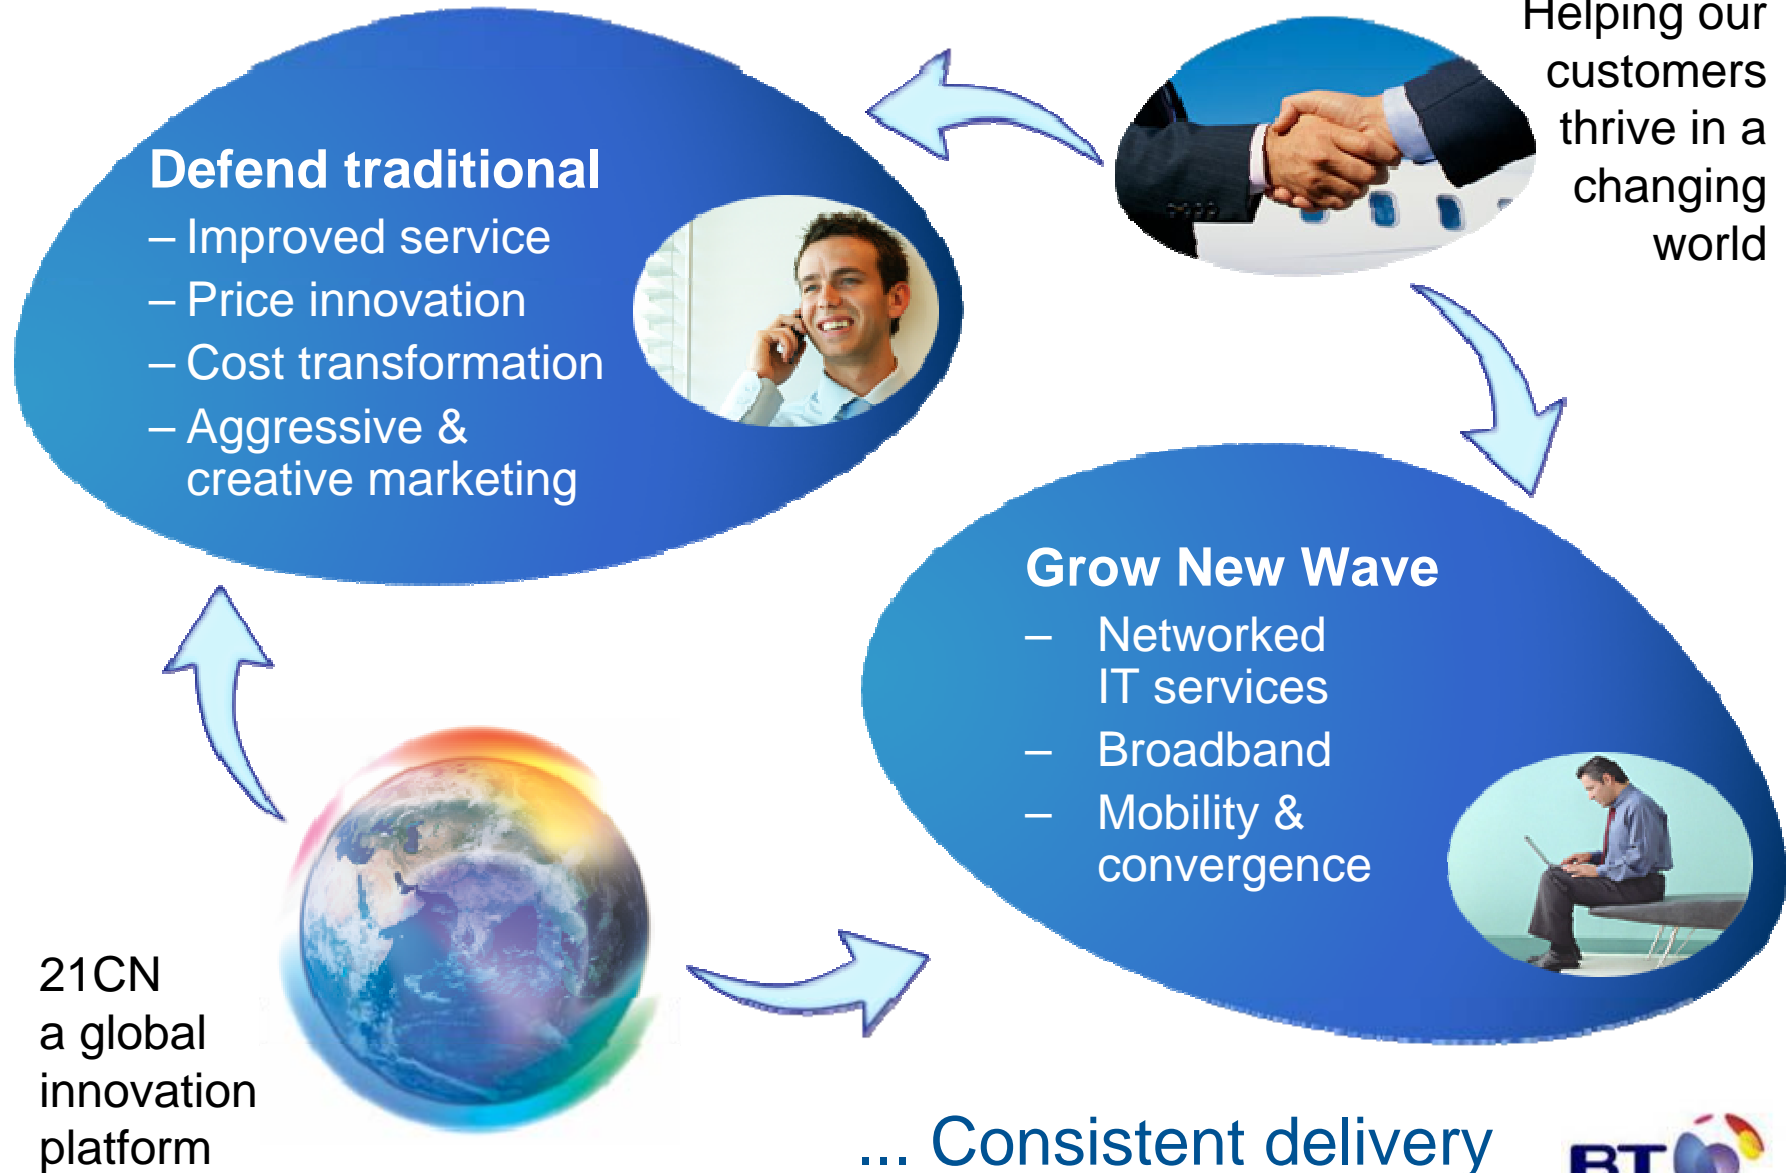 Helping our
customers
thrive in a
changing
world
Defend traditional
– Improved service
– Price innovation
– Cost transformation
– Aggressive &
creative marketing
Grow New Wave
– Networked
IT services
– Broadband
– Mobility &
convergence
21CN
a global
innovation
platform
... Consistent delivery
BT